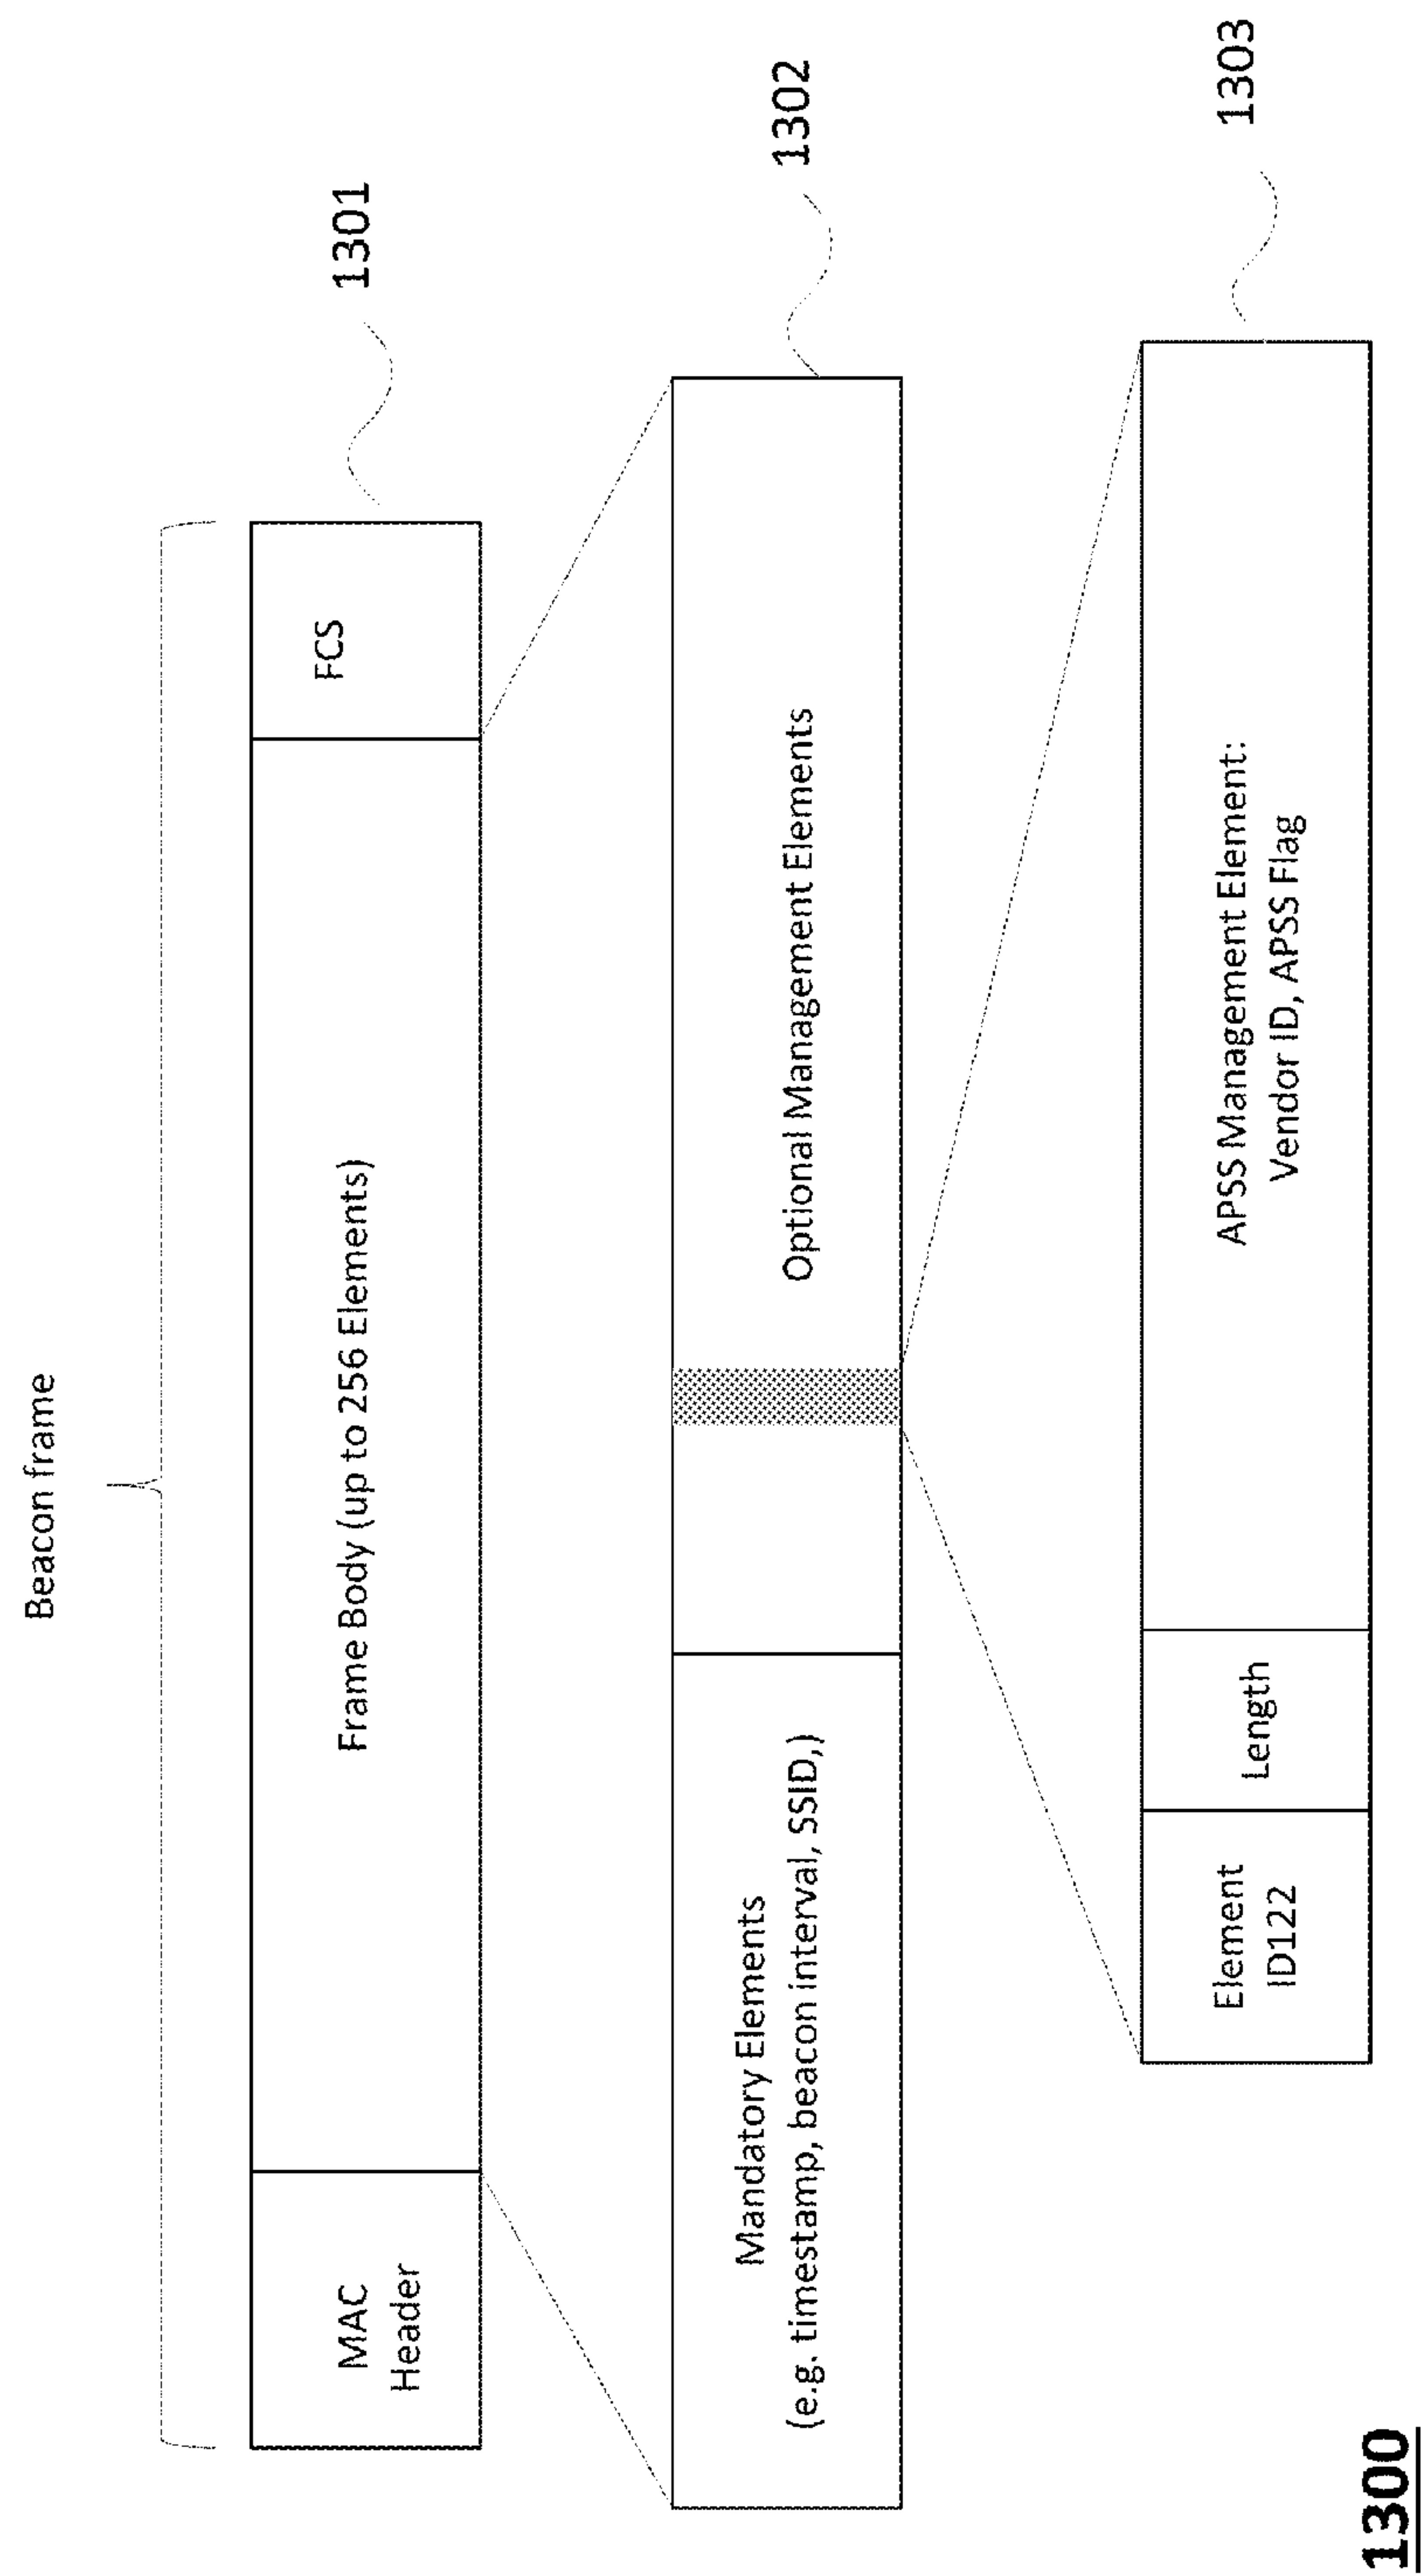 Beacon frame
MAC
Header
Frame Body (up to 256 Elements)
FCS
1301
Mandatory Elements
(e.g. timestamp, beacon interval, SSID,)
Optional Management Elements
1302
Element
ID122
Length
APSS Management Element:
Vendor ID, APSS Flag
1303
1300